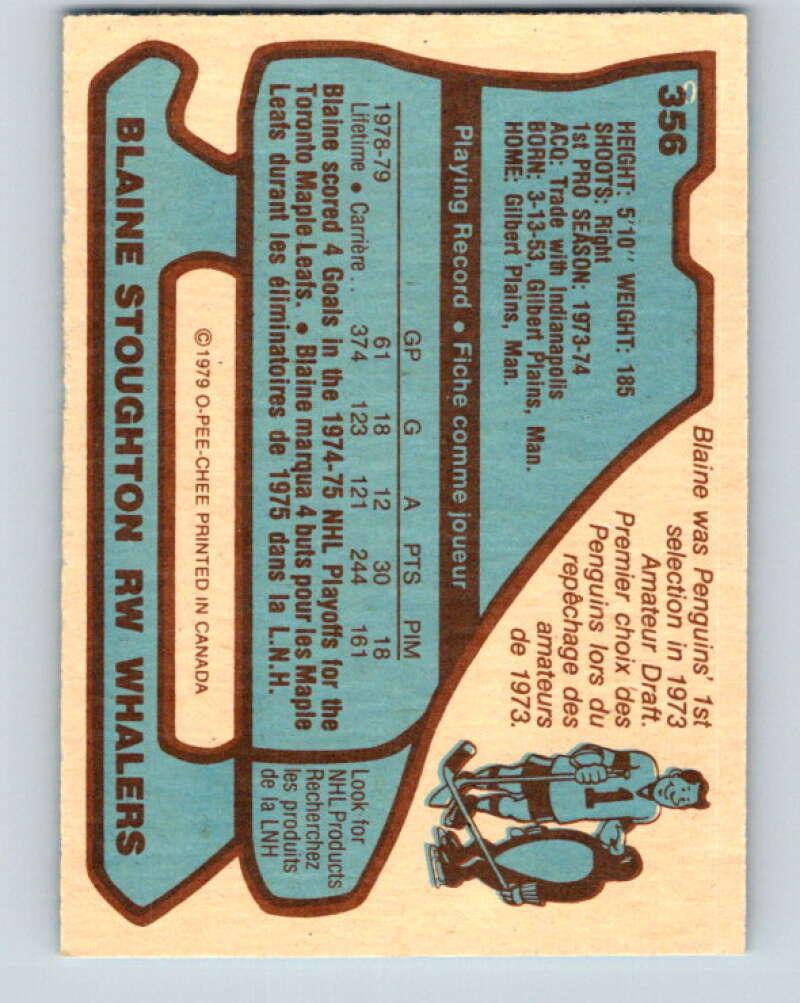 356
HEIGHT: 5'10" WEIGHT: 185
SHOOTS: Right
1st PRO SEASON: 1973-74
ACQ: Trade with Indianapolis
BORN: 3-13-53, Gilbert Plains, Man.
HOME: Gilbert Plains, Man.
Blaine was Penguins' 1st
selection in 1973
Amateur Draft.
Premier choix des
Penguins lors du
repêchage des
amateurs
de 1973.
1
Playing Record • Fiche comme joueur
GP G A PTS PIM
1978-79 61 18 12 30 18
Lifetime • Carrière .. 374 123 121 244 161
Blaine scored 4 Goals in the 1974-75 NHL Playoffs for the
Toronto Maple Leafs. • Blaine marqua 4 buts pour les Maple
Leafs durant les éliminatoires de 1975 dans la L.N.H.
Look for
NHL Products
Recherchez
les produits
de la LNH
©1979 O-PEE-CHEE PRINTED IN CANADA
BLAINE STOUGHTON RW WHALERS